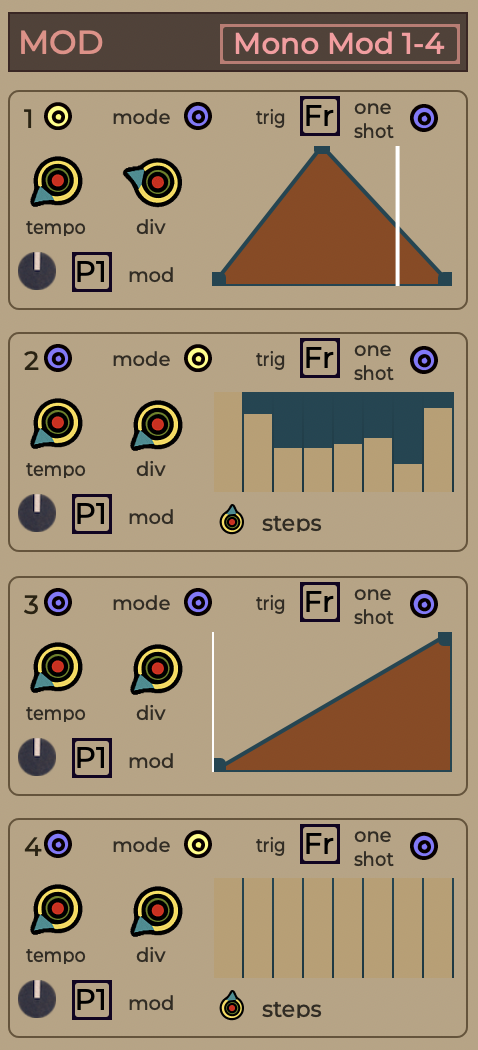 MOD Mono Mod 1-4
1 mode trig Fr one shot
tempo div
P1 mod
2 mode trig Fr one shot
tempo div
P1 mod steps
3 mode trig Fr one shot
tempo div
P1 mod
4 mode trig Fr one shot
tempo div
P1 mod steps